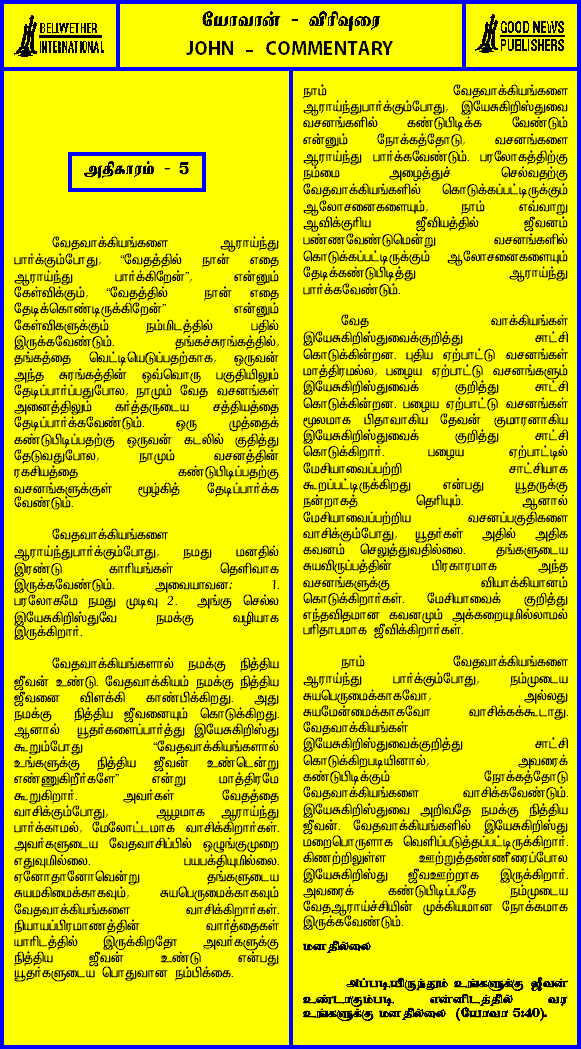 BELWETHER
INTERNATIONAL
யோவான் - விரிவுரை
JOHN - COMMENTARY
GOOD NEWS
PUBLISHERS
அதிகாரம் - 5
வேதவாக்கியங்களை ஆராய்ந்து
பார்க்கும்போது, “வேதத்தில் நான் எதை
ஆராய்ந்து பார்க்கிறேன்”, என்னும்
கேள்விக்கும், “வேதத்தில் நான் எதை
தேடிக்கொண்டிருக்கிறேன்” என்னும்
கேள்விகளுக்கும் நம்மிடத்தில் பதில்
இருக்கவேண்டும். தங்கச்சுரங்கத்தில்,
தங்கத்தை வெட்டியெடுப்பதற்காக, ஒருவன்
அந்த சுரங்கத்தின் ஒவ்வொரு பகுதியிலும்
தேடிப்பார்ப்பதுபோல, நாமும் வேத வசனங்கள்
அனைத்திலும் கர்த்தருடைய சத்தியத்தை
தேடிப்பார்க்கவேண்டும். ஒரு முத்தைக்
கண்டுபிடிப்பதற்கு ஒருவன் கடலில் குதித்து
தேடுவதுபோல, நாமும் வசனத்தின்
ரகசியத்தை கண்டுபிடிப்பதற்கு
வசனங்களுக்குள் மூழ்கித் தேடிப்பார்க்க
வேண்டும்.
வேதவாக்கியங்களை
ஆராய்ந்துபார்க்கும்போது, நமது மனதில்
இரண்டு காரியங்கள் தெளிவாக
இருக்கவேண்டும். அவையாவன: 1.
பரலோகமே நமது முடிவு 2. அங்கு செல்ல
இயேசுகிறிஸ்துவே நமக்கு வழியாக
இருக்கிறார்.
வேதவாக்கியங்களால் நமக்கு நித்திய
ஜீவன் உண்டு. வேதவாக்கியம் நமக்கு நித்திய
ஜீவனை விளக்கி காண்பிக்கிறது. அது
நமக்கு நித்திய ஜீவனையும் கொடுக்கிறது.
ஆனால் யூதர்களைப்பார்த்து இயேசுகிறிஸ்து
கூறும்போது “வேதவாக்கியங்களால்
உங்களுக்கு நித்திய ஜீவன் உண்டென்று
எண்ணுகிறீர்களே” என்று மாத்திரமே
கூறுகிறார். அவர்கள் வேதத்தை
வாசிக்கும்போது, ஆழமாக ஆராய்ந்து
பார்க்காமல், மேலோட்டமாக வாசிக்கிறார்கள்.
அவர்களுடைய வேதவாசிப்பில் ஒழுங்குமுறை
எதுவுமில்லை. பயபக்தியுமில்லை.
ஏனோதானோவென்று தங்களுடைய
சுயமகிமைக்காகவும், சுயபெருமைக்காகவும்
வேதவாக்கியங்களை வாசிக்கிறார்கள்.
நியாயப்பிரமாணத்தின் வார்த்தைகள்
யாரிடத்தில் இருக்கிறதோ அவர்களுக்கு
நித்திய ஜீவன் உண்டு என்பது
யூதர்களுடைய பொதுவான நம்பிக்கை.
நாம் வேதவாக்கியங்களை
ஆராய்ந்துபார்க்கும்போது, இயேசுகிறிஸ்துவை
வசனங்களில் கண்டுபிடிக்க வேண்டும்
என்னும் நோக்கத்தோடு, வசனங்களை
ஆராய்ந்து பார்க்கவேண்டும். பரலோகத்திற்கு
நம்மை அழைத்துச் செல்வதற்கு
வேதவாக்கியங்களில் கொடுக்கப்பட்டிருக்கும்
ஆலோசனைகளையும், நாம் எவ்வாறு
ஆவிக்குரிய ஜீவியத்தில் ஜீவனம்
பண்ணவேண்டுமென்று வசனங்களில்
கொடுக்கப்பட்டிருக்கும் ஆலோசனைகளையும்
தேடிக்கண்டுபிடித்து ஆராய்ந்து
பார்க்கவேண்டும்.
வேத வாக்கியங்கள்
இயேசுகிறிஸ்துவைக்குறித்து சாட்சி
கொடுக்கின்றன. புதிய ஏற்பாட்டு வசனங்கள்
மாத்திரமல்ல, பழைய ஏற்பாட்டு வசனங்களும்
இயேசுகிறிஸ்துவைக் குறித்து சாட்சி
கொடுக்கின்றன. பழைய ஏற்பாட்டு வசனங்கள்
மூலமாக பிதாவாகிய தேவன் குமாரனாகிய
இயேசுகிறிஸ்துவைக் குறித்து சாட்சி
கொடுக்கிறார். பழைய ஏற்பாட்டில்
மேசியாவைப்பற்றி சாட்சியாக
கூறப்பட்டிருக்கிறது என்பது யூதருக்கு
நன்றாகத் தெரியும். ஆனால்
மேசியாவைப்பற்றிய வசனப்பகுதிகளை
வாசிக்கும்போது, யூதர்கள் அதில் அதிக
கவனம் செலுத்துவதில்லை. தங்களுடைய
சுயவிருப்பத்தின் பிரகாரமாக அந்த
வசனங்களுக்கு வியாக்கியானம்
கொடுக்கிறார்கள். மேசியாவைக் குறித்து
எந்தவிதமான கவனமும் அக்கறையுமில்லாமல்
பரிதாபமாக ஜீவிக்கிறார்கள்.
நாம் வேதவாக்கியங்களை
ஆராய்ந்து பார்க்கும்போது, நம்முடைய
சுயபெருமைக்காகவோ, அல்லது
சுயமேன்மைக்காகவோ வாசிக்கக்கூடாது.
வேதவாக்கியங்கள்
இயேசுகிறிஸ்துவைக்குறித்து சாட்சி
கொடுக்கிறபடியினால், அவரைக்
கண்டுபிடிக்கும் நோக்கத்தோடு
வேதவாக்கியங்களை வாசிக்கவேண்டும்.
இயேசுகிறிஸ்துவை அறிவதே நமக்கு நித்திய
ஜீவன். வேதவாக்கியங்களில் இயேசுகிறிஸ்து
மறைபொருளாக வெளிப்படுத்தப்பட்டிருக்கிறார்.
கிணற்றிலுள்ள ஊற்றுத்தண்ணீரைப்போல
இயேசுகிறிஸ்து ஜீவஊற்றாக இருக்கிறார்.
அவரைக் கண்டுபிடிப்பதே நம்முடைய
வேதஆராய்ச்சியின் முக்கியமான நோக்கமாக
இருக்கவேண்டும்.
மனதில்லை
அப்படியிருந்தும் உங்களுக்கு ஜீவன்
உண்டாகும்படி என்னிடத்தில் வர
உங்களுக்கு மனதில்லை (யோவா 5:40).